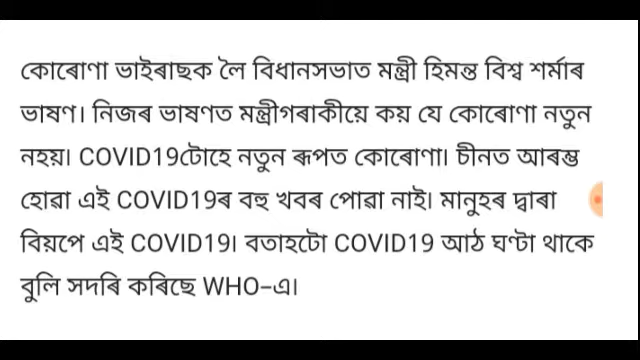 কোৰোণা ভাইৰাছক লৈ বিধানসভাত মন্ত্ৰী হিমন্ত বিশ্ব শৰ্মাৰ
ভাষণ। নিজৰ ভাষণত মন্ত্ৰীগৰাকীয়ে কয় যে কোৰোণা নতুন
নহয়। COVID19টোহে নতুন ৰূপত কোৰোণা। চীনত আৰম্ভ
হোৱা এই COVID19ৰ বহু খবৰ পোৱা নাই। মানুহৰ দ্বাৰা
বিয়পে এই COVID19। বতাহটো COVID19 আঠ ঘণ্টা থাকে
বুলি সদৰি কৰিছে WHO-এ।